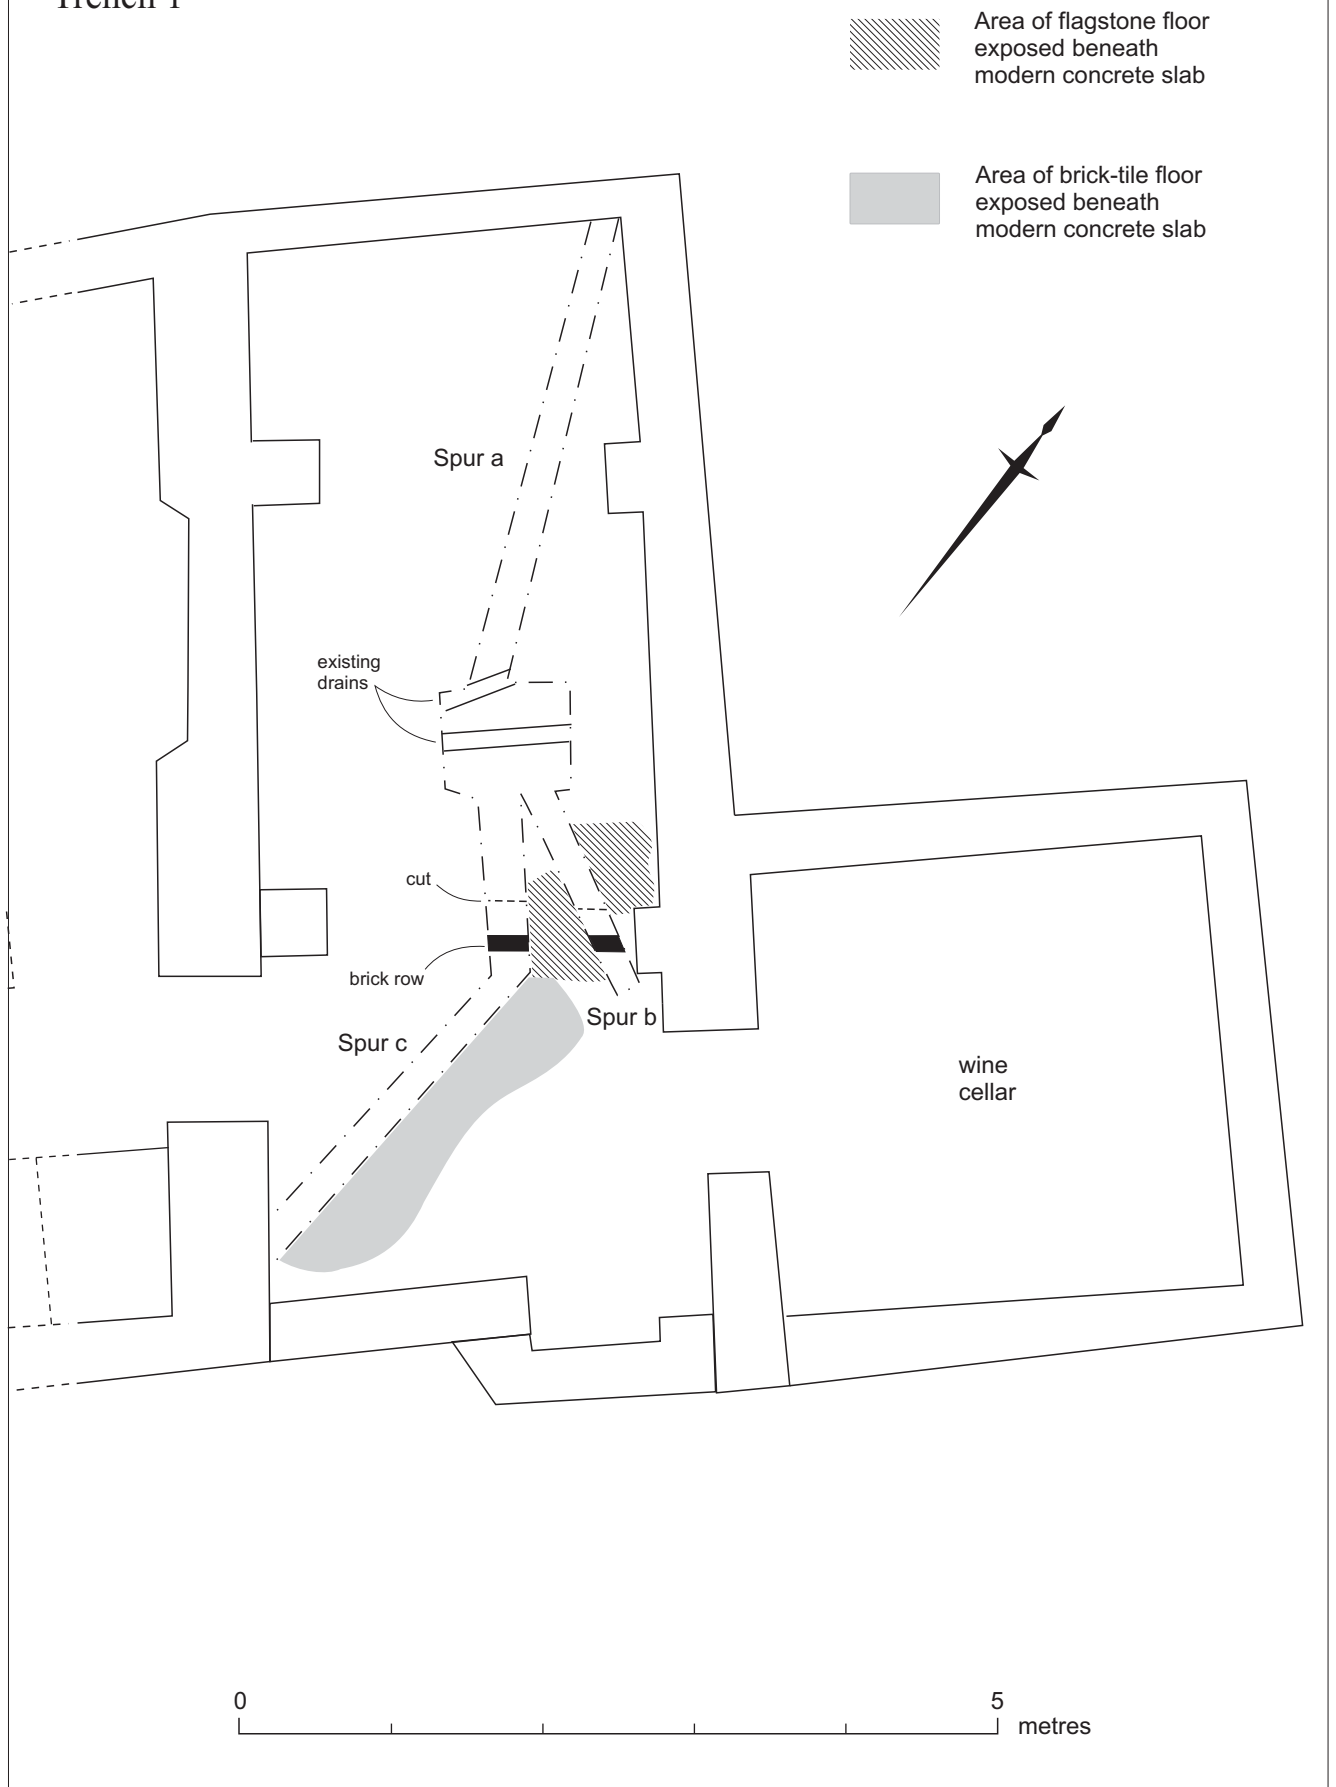 Trench 1
Area of flagstone floor
exposed beneath
modern concrete slab
Area of brick-tile floor
exposed beneath
modern concrete slab
Spur a
existing
drains
cut
brick row
Spur b
Spur c
wine
cellar
0
5
metres